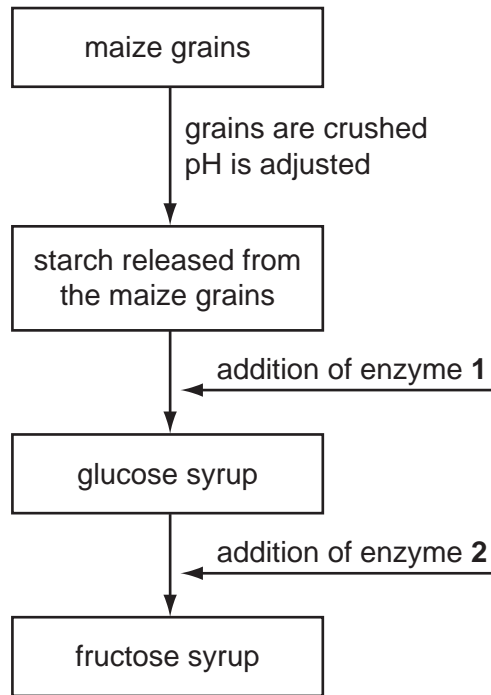 maize grains
grains are crushed
pH is adjusted
starch released from
the maize grains
addition of enzyme 1
glucose syrup
addition of enzyme 2
fructose syrup